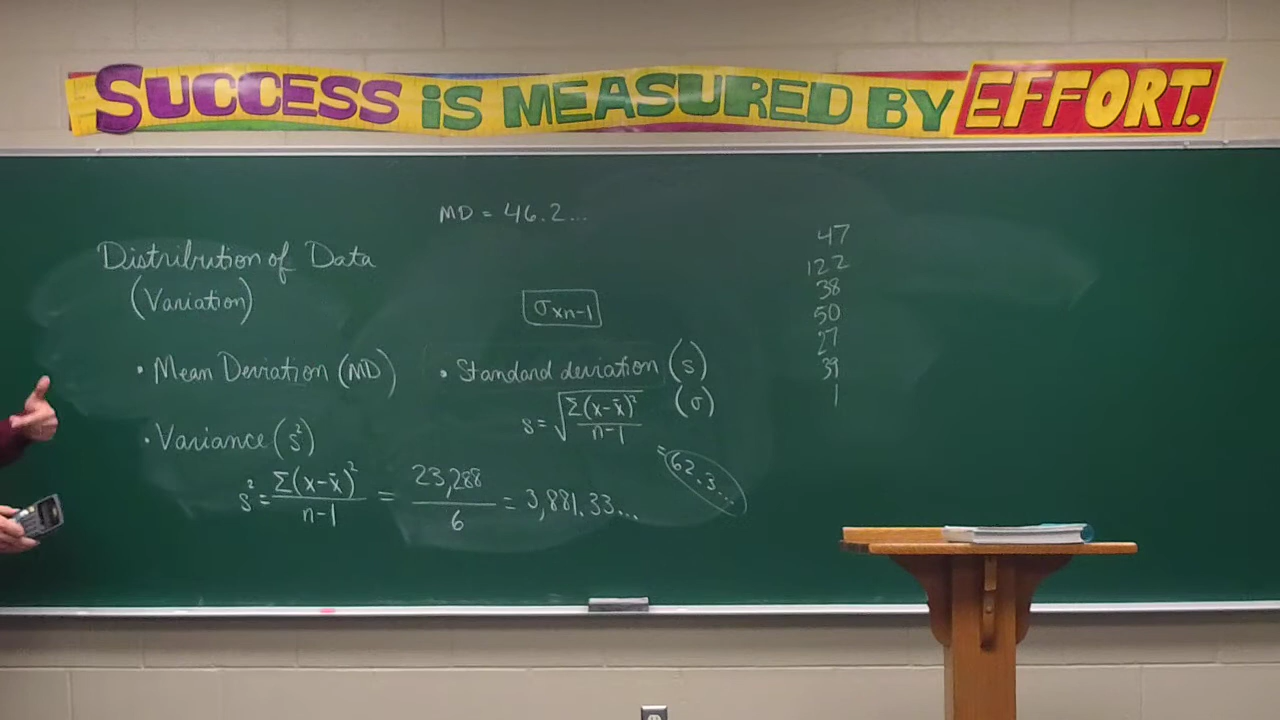 SUCCESS IS MEASURED BY EFFORT.
MD = 46.2...
Distribution of Data
(Variation)
σxn-1
• Mean Deviation (MD)
• Standard deviation (s)
(σ)
s = √(Σ(x-x̄)²/n-1)
= 62.3...
• Variance (s²)
s² = Σ(x-x̄)²/n-1 = 23,288/6 = 3,881.33...
47
122
38
50
27
39
1